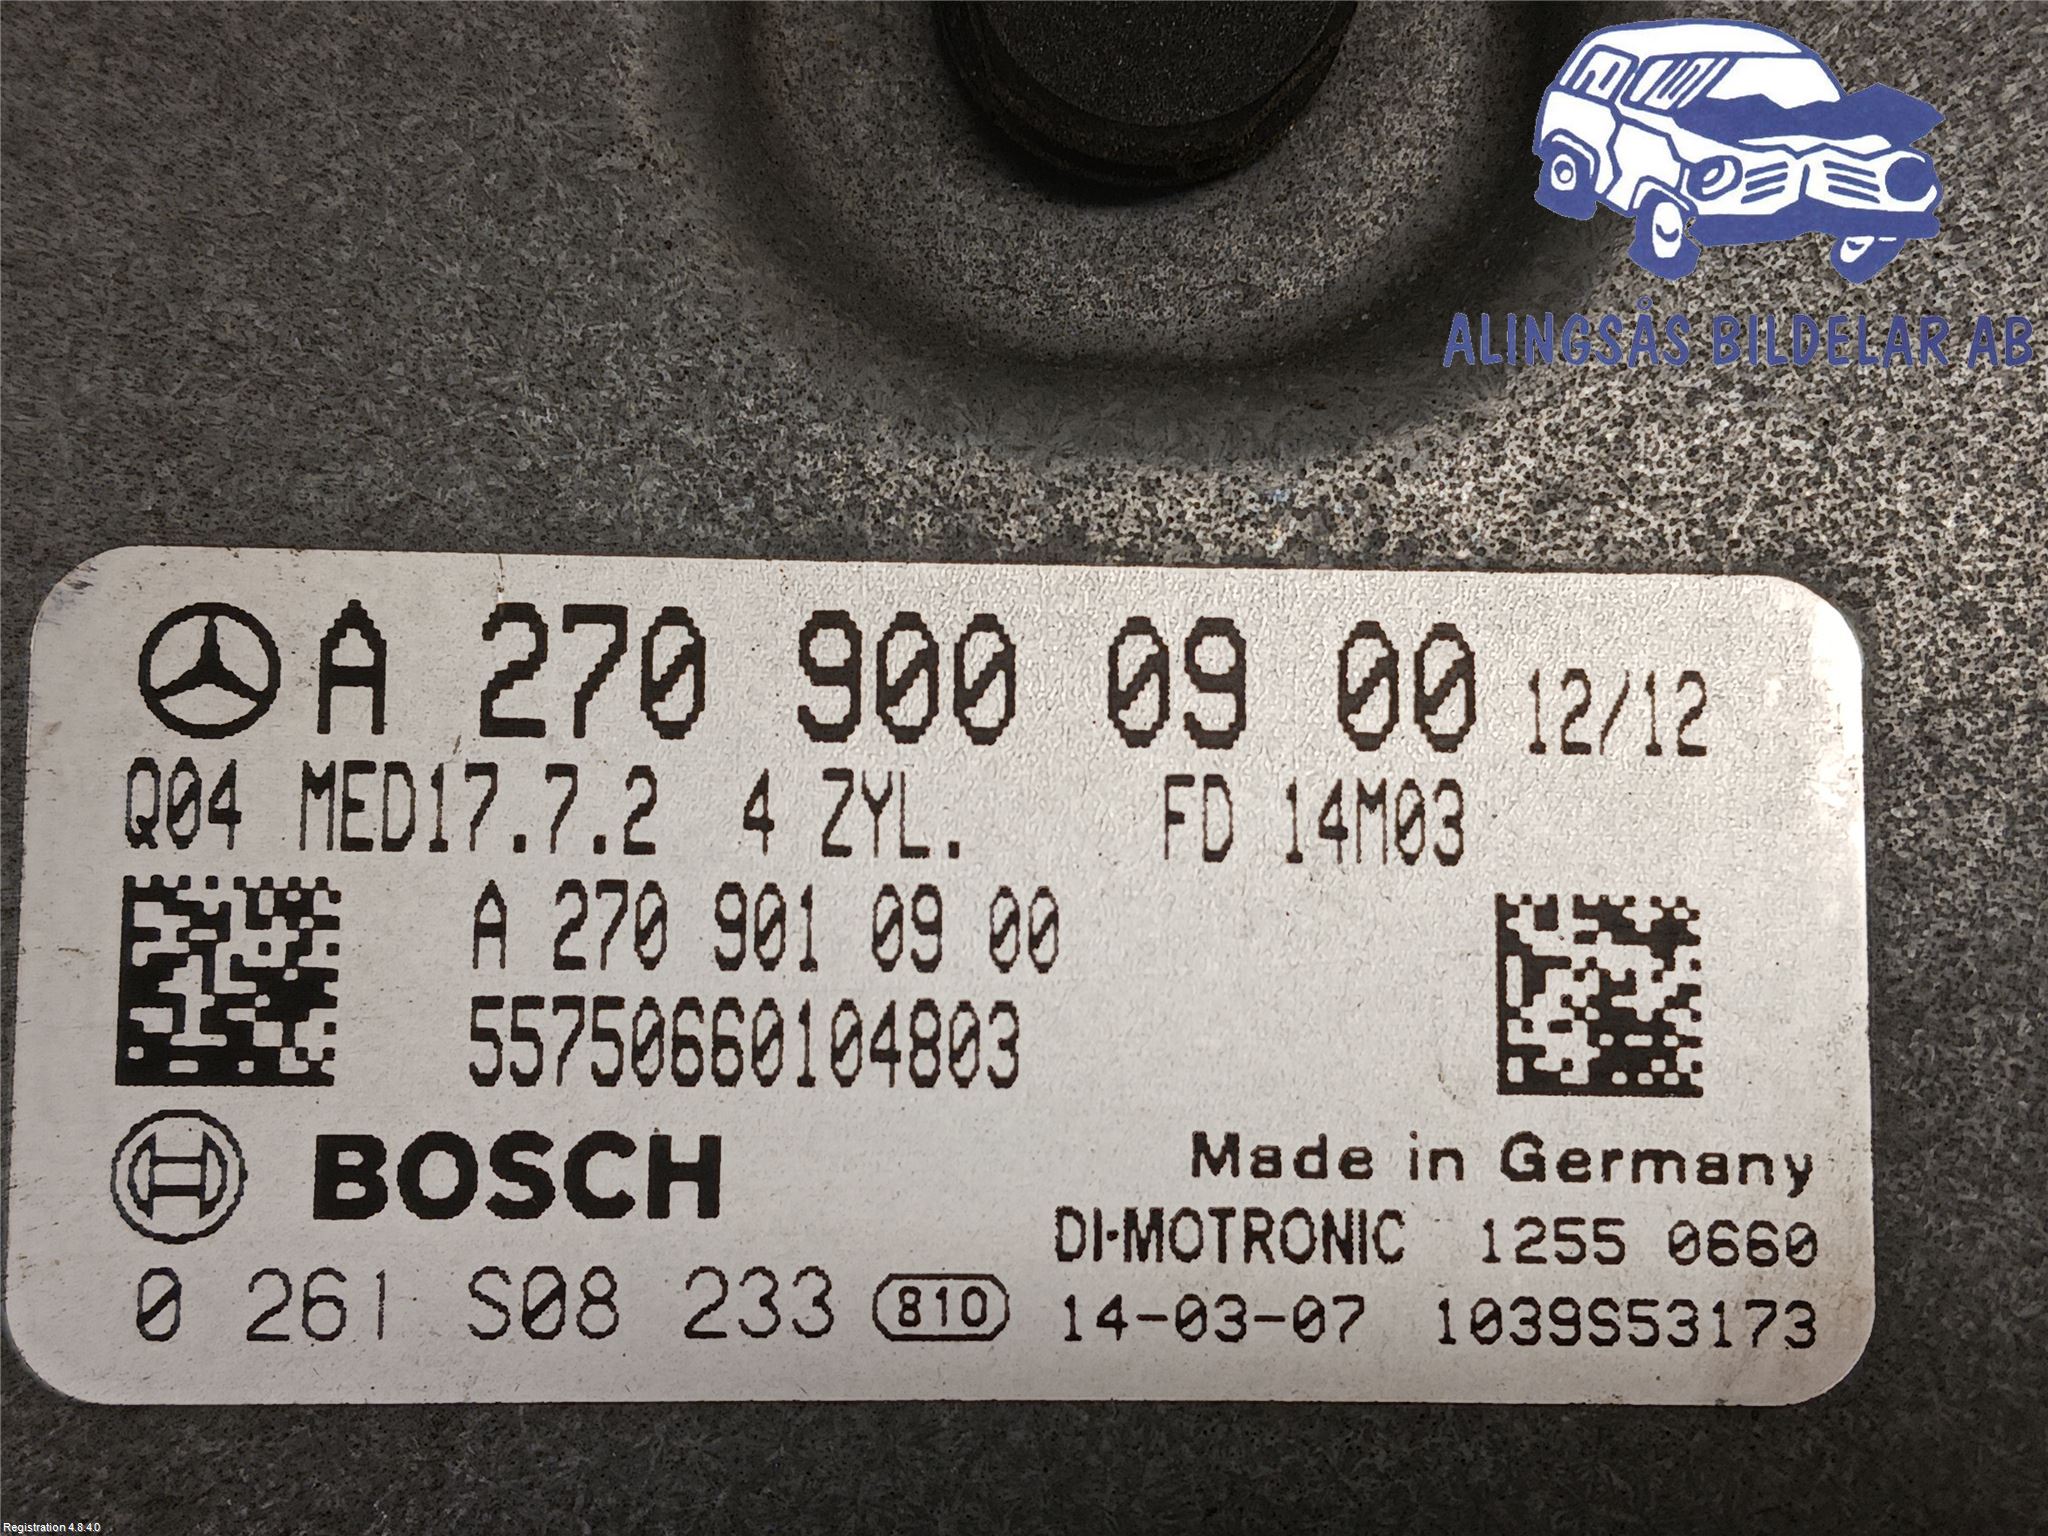 ALINGSÅS BILDELAR AB
A 270 900 09 00 12/12
Q04 MED17.7.2 4 ZYL. FD 14M03
A 270 901 09 00
55750660104803
BOSCH
Made in Germany
DI-MOTRONIC 1255 0660
0 261 S08 233 810 14-03-07 1039S53173
Registration 4.8.4.0